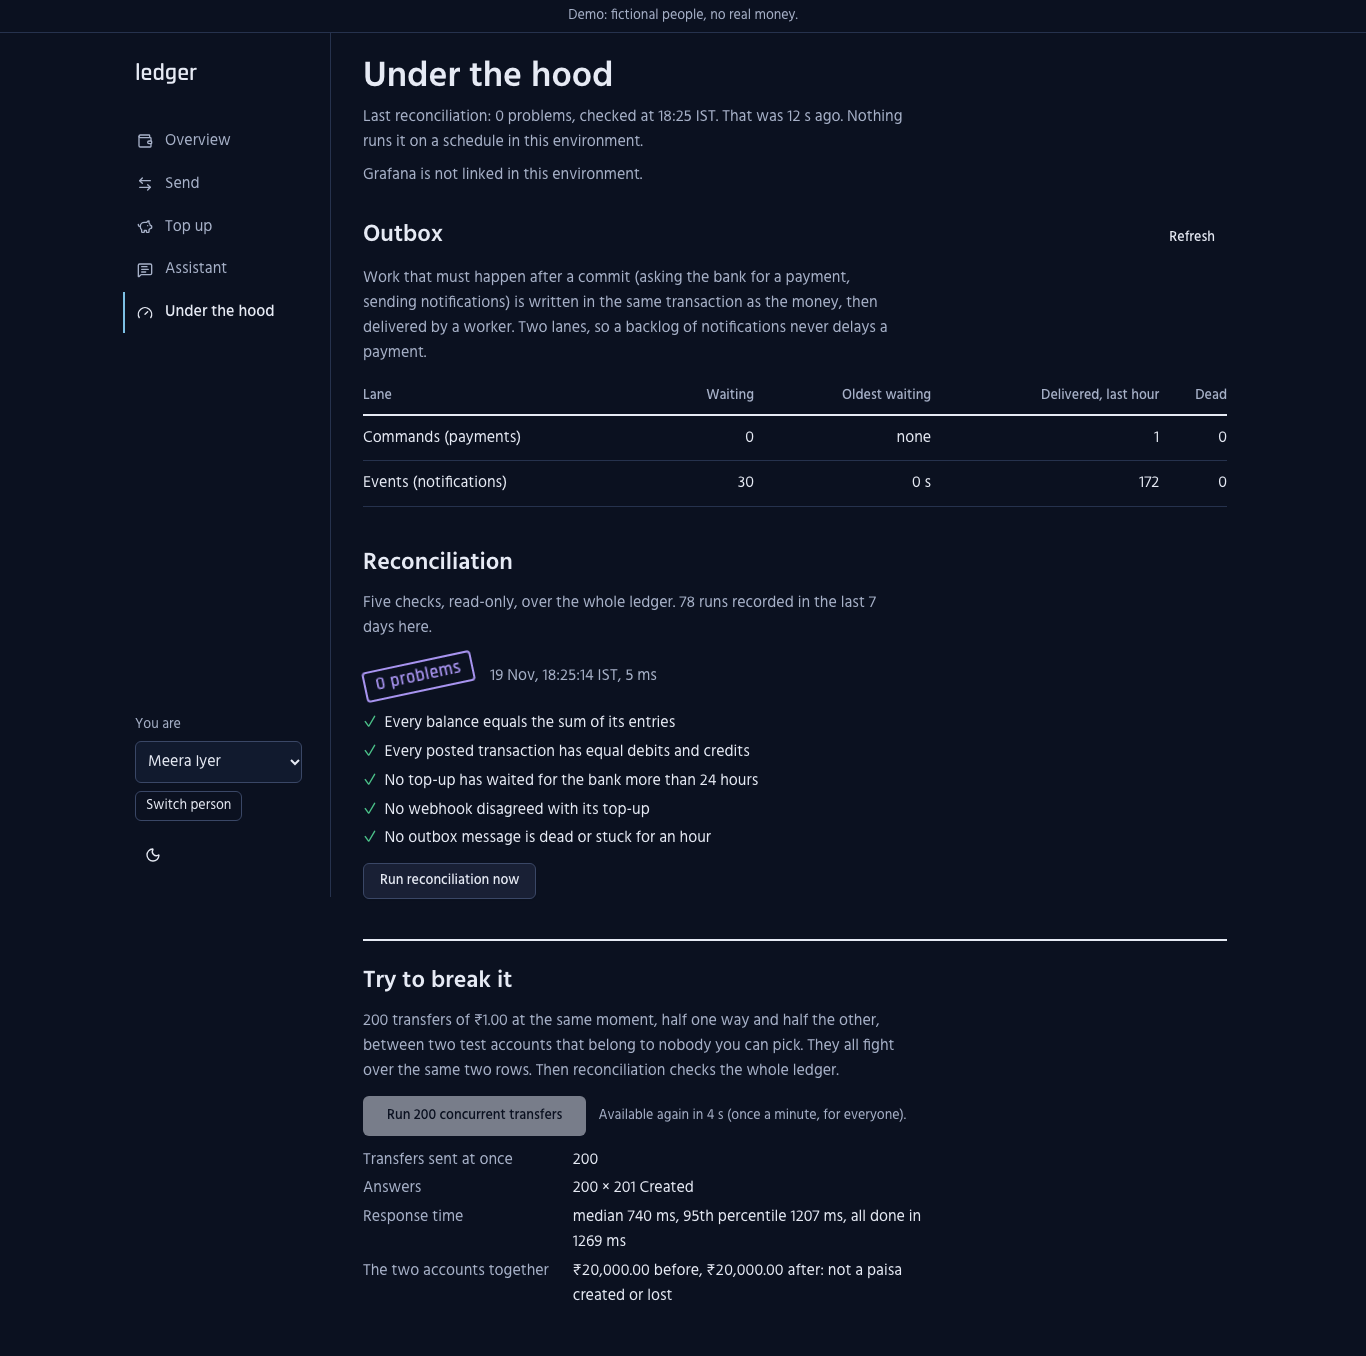 Demo: fictional people, no real money.
ledger
Overview
Send
Top up
Assistant
Under the hood
You are
Meera Iyer
Switch person
Under the hood
Last reconciliation: 0 problems, checked at 18:25 IST. That was 12 s ago. Nothing
runs it on a schedule in this environment.
Grafana is not linked in this environment.
Outbox
Refresh
Work that must happen after a commit (asking the bank for a payment,
sending notifications) is written in the same transaction as the money, then
delivered by a worker. Two lanes, so a backlog of notifications never delays a
payment.
Lane Waiting Oldest waiting Delivered, last hour Dead
Commands (payments) 0 none 1 0
Events (notifications) 30 0 s 172 0
Reconciliation
Five checks, read-only, over the whole ledger. 78 runs recorded in the last 7
days here.
0 problems 19 Nov, 18:25:14 IST, 5 ms
Every balance equals the sum of its entries
Every posted transaction has equal debits and credits
No top-up has waited for the bank more than 24 hours
No webhook disagreed with its top-up
No outbox message is dead or stuck for an hour
Run reconciliation now
Try to break it
200 transfers of ₹1.00 at the same moment, half one way and half the other,
between two test accounts that belong to nobody you can pick. They all fight
over the same two rows. Then reconciliation checks the whole ledger.
Run 200 concurrent transfers Available again in 4 s (once a minute, for everyone).
Transfers sent at once 200
Answers 200 × 201 Created
Response time median 740 ms, 95th percentile 1207 ms, all done in
1269 ms
The two accounts together ₹20,000.00 before, ₹20,000.00 after: not a paisa
created or lost